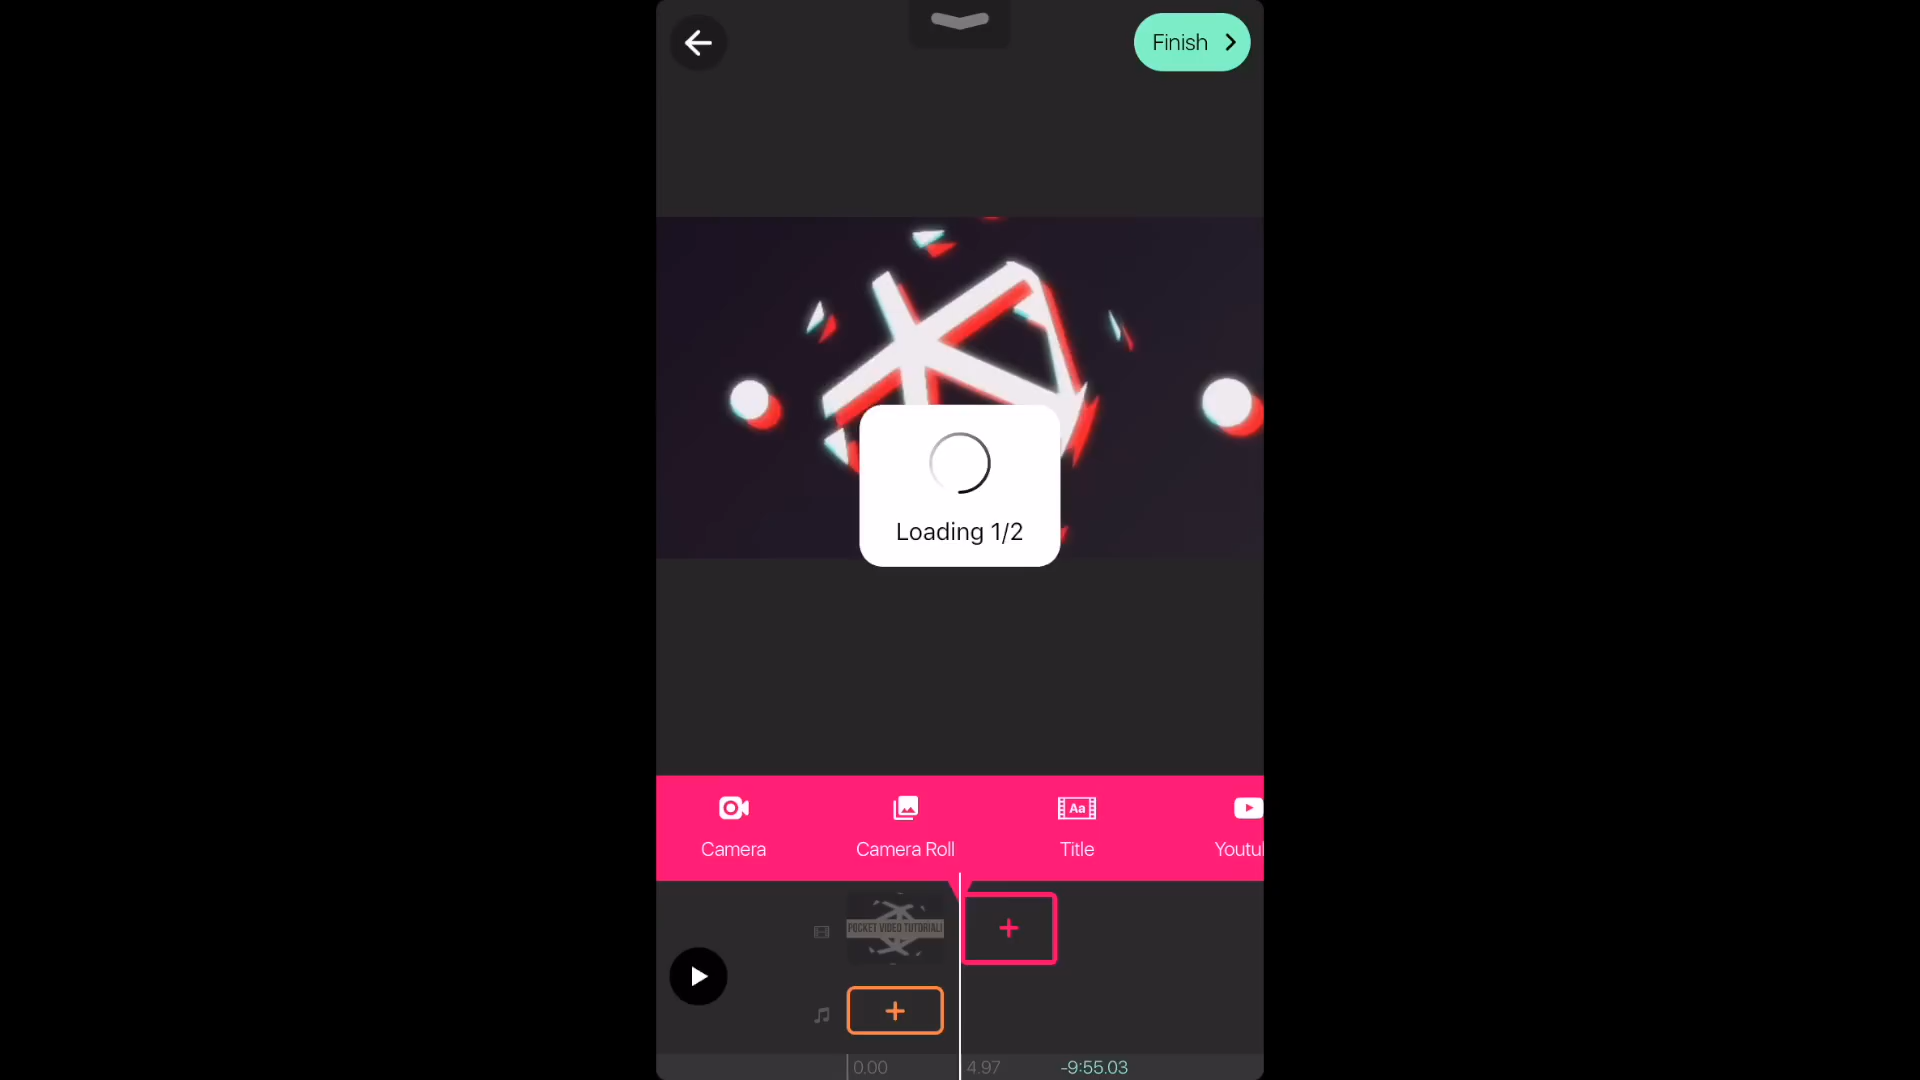 Finish
Loading 1/2
Camera
Camera Roll
Aa
Title
Youtu
POCKET VIDEO TUTORIAL!
0.00
4.97
-9:55.03